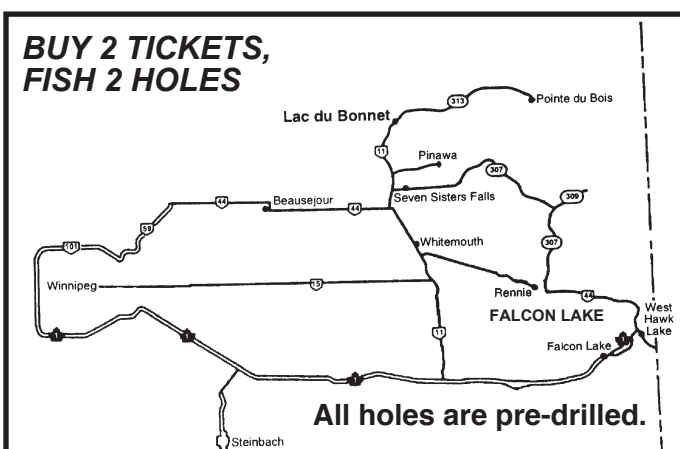 BUY 2 TICKETS,
FISH 2 HOLES
313
Pointe du Bois
Lac du Bonnet
11
Pinawa
307
Seven Sisters Falls
309
44
Beausejour
44
59
Whitemouth
307
101
Winnipeg
15
Rennie
44
FALCON LAKE
West
Hawk
Lake
11
1
Falcon Lake
1
1
1
All holes are pre-drilled.
Steinbach